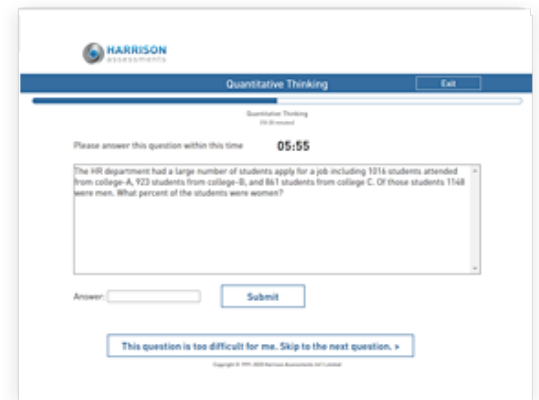 HARRISON
assessments
Quantitative Thinking
Exit
Quantitative Thinking
Please answer this question within this time
05:55
The HR department had a large number of students apply for a job including 1016 students attended
from college-A, 923 students from college-B, and 861 students from college C. Of those students 1148
were men. What percent of the students were women?
Answer:
Submit
This question is too difficult for me. Skip to the next question. »